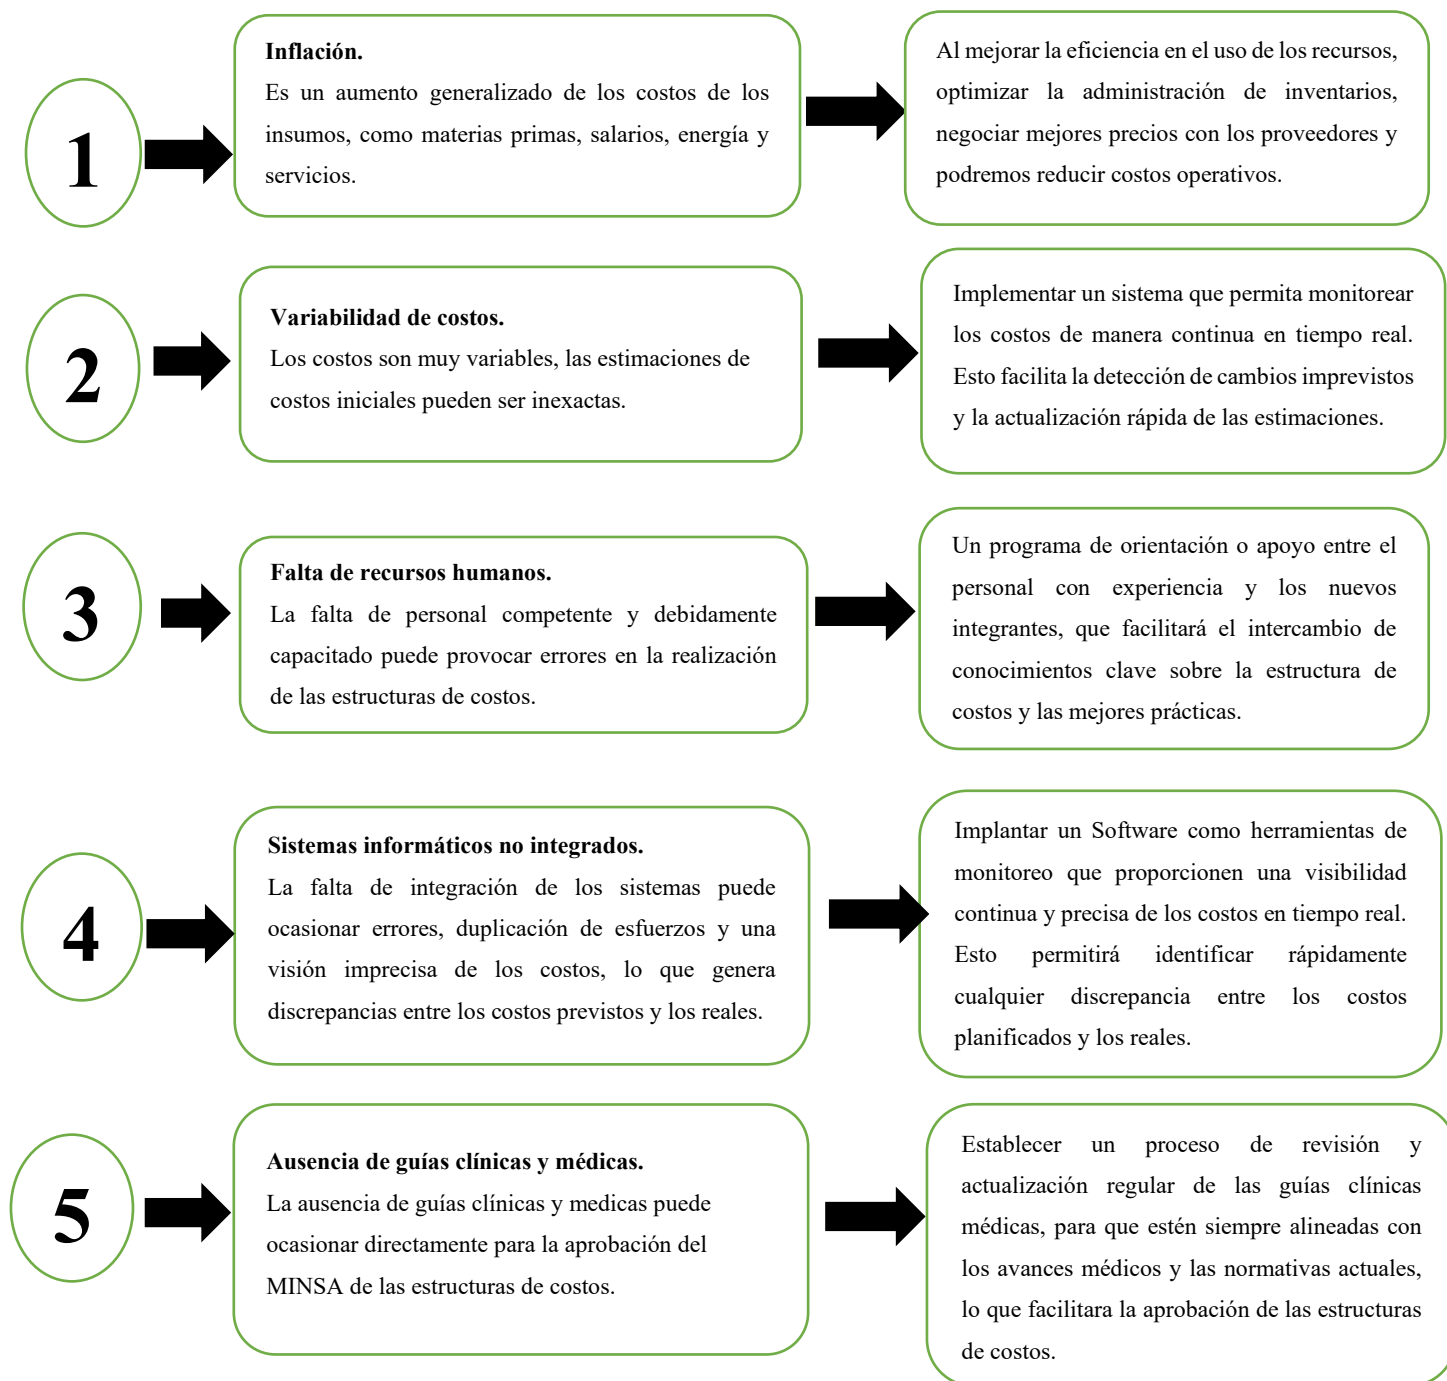 1
Inflación.
Es un aumento generalizado de los costos de los
insumos, como materias primas, salarios, energía y
servicios.
Al mejorar la eficiencia en el uso de los recursos,
optimizar la administración de inventarios,
negociar mejores precios con los proveedores y
podremos reducir costos operativos.
2
Variabilidad de costos.
Los costos son muy variables, las estimaciones de
costos iniciales pueden ser inexactas.
Implementar un sistema que permita monitorear
los costos de manera continua en tiempo real.
Esto facilita la detección de cambios imprevistos
y la actualización rápida de las estimaciones.
3
Falta de recursos humanos.
La falta de personal competente y debidamente
capacitado puede provocar errores en la realización
de las estructuras de costos.
Un programa de orientación o apoyo entre el
personal con experiencia y los nuevos
integrantes, que facilitará el intercambio de
conocimientos clave sobre la estructura de
costos y las mejores prácticas.
4
Sistemas informáticos no integrados.
La falta de integración de los sistemas puede
ocasionar errores, duplicación de esfuerzos y una
visión imprecisa de los costos, lo que genera
discrepancias entre los costos previstos y los reales.
Implantar un Software como herramientas de
monitoreo que proporcionen una visibilidad
continua y precisa de los costos en tiempo real.
Esto permitirá identificar rápidamente
cualquier discrepancia entre los costos
planificados y los reales.
5
Ausencia de guías clínicas y médicas.
La ausencia de guías clínicas y medicas puede
ocasionar directamente para la aprobación del
MINSA de las estructuras de costos.
Establecer un proceso de revisión y
actualización regular de las guías clínicas
médicas, para que estén siempre alineadas con
los avances médicos y las normativas actuales,
lo que facilitara la aprobación de las estructuras
de costos.